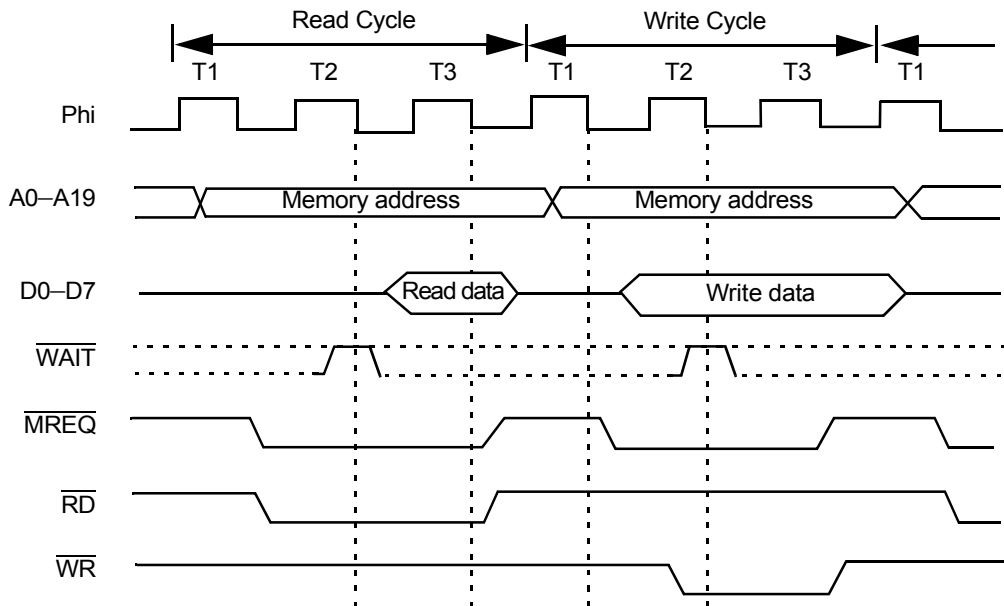 Read Cycle Write Cycle
T1 T2 T3 T1 T2 T3 T1
Phi
A0–A19 Memory address Memory address
D0–D7 Read data Write data
WAIT
MREQ
RD
WR